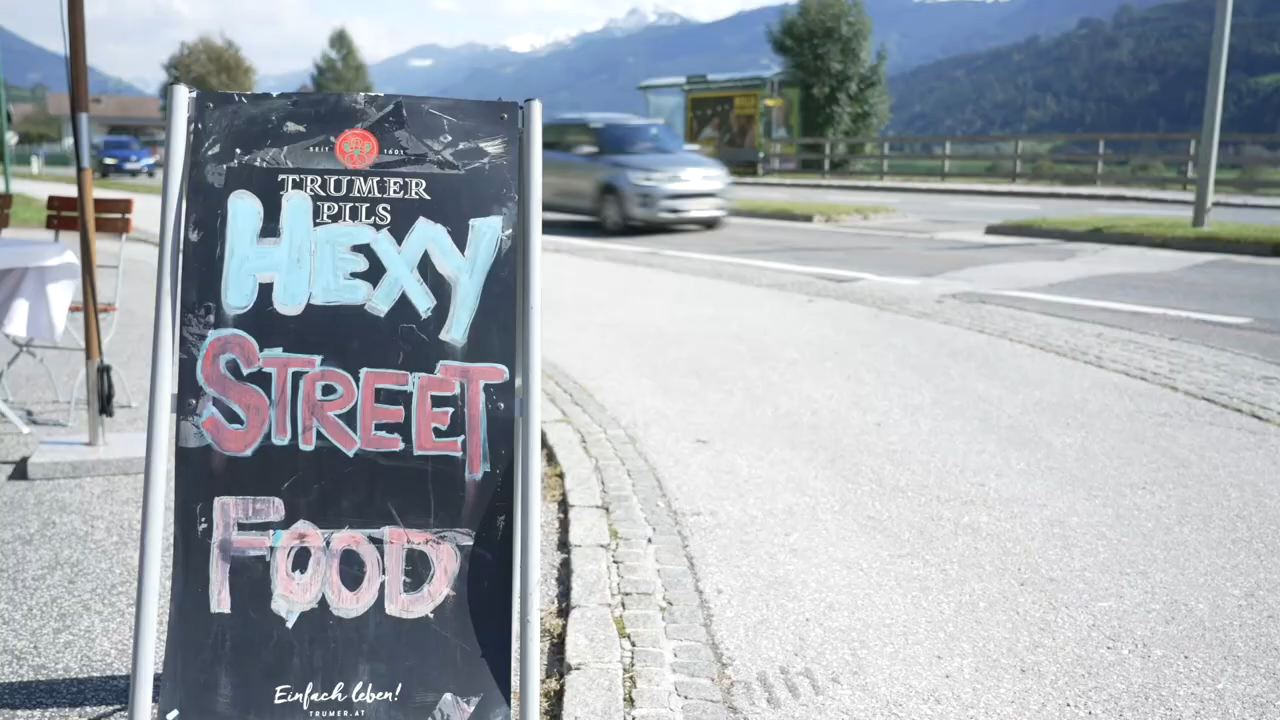 SEIT 1601
TRUMER
PILS
HEXY
STREET
FOOD
Einfach leben!
TRUMER.AT